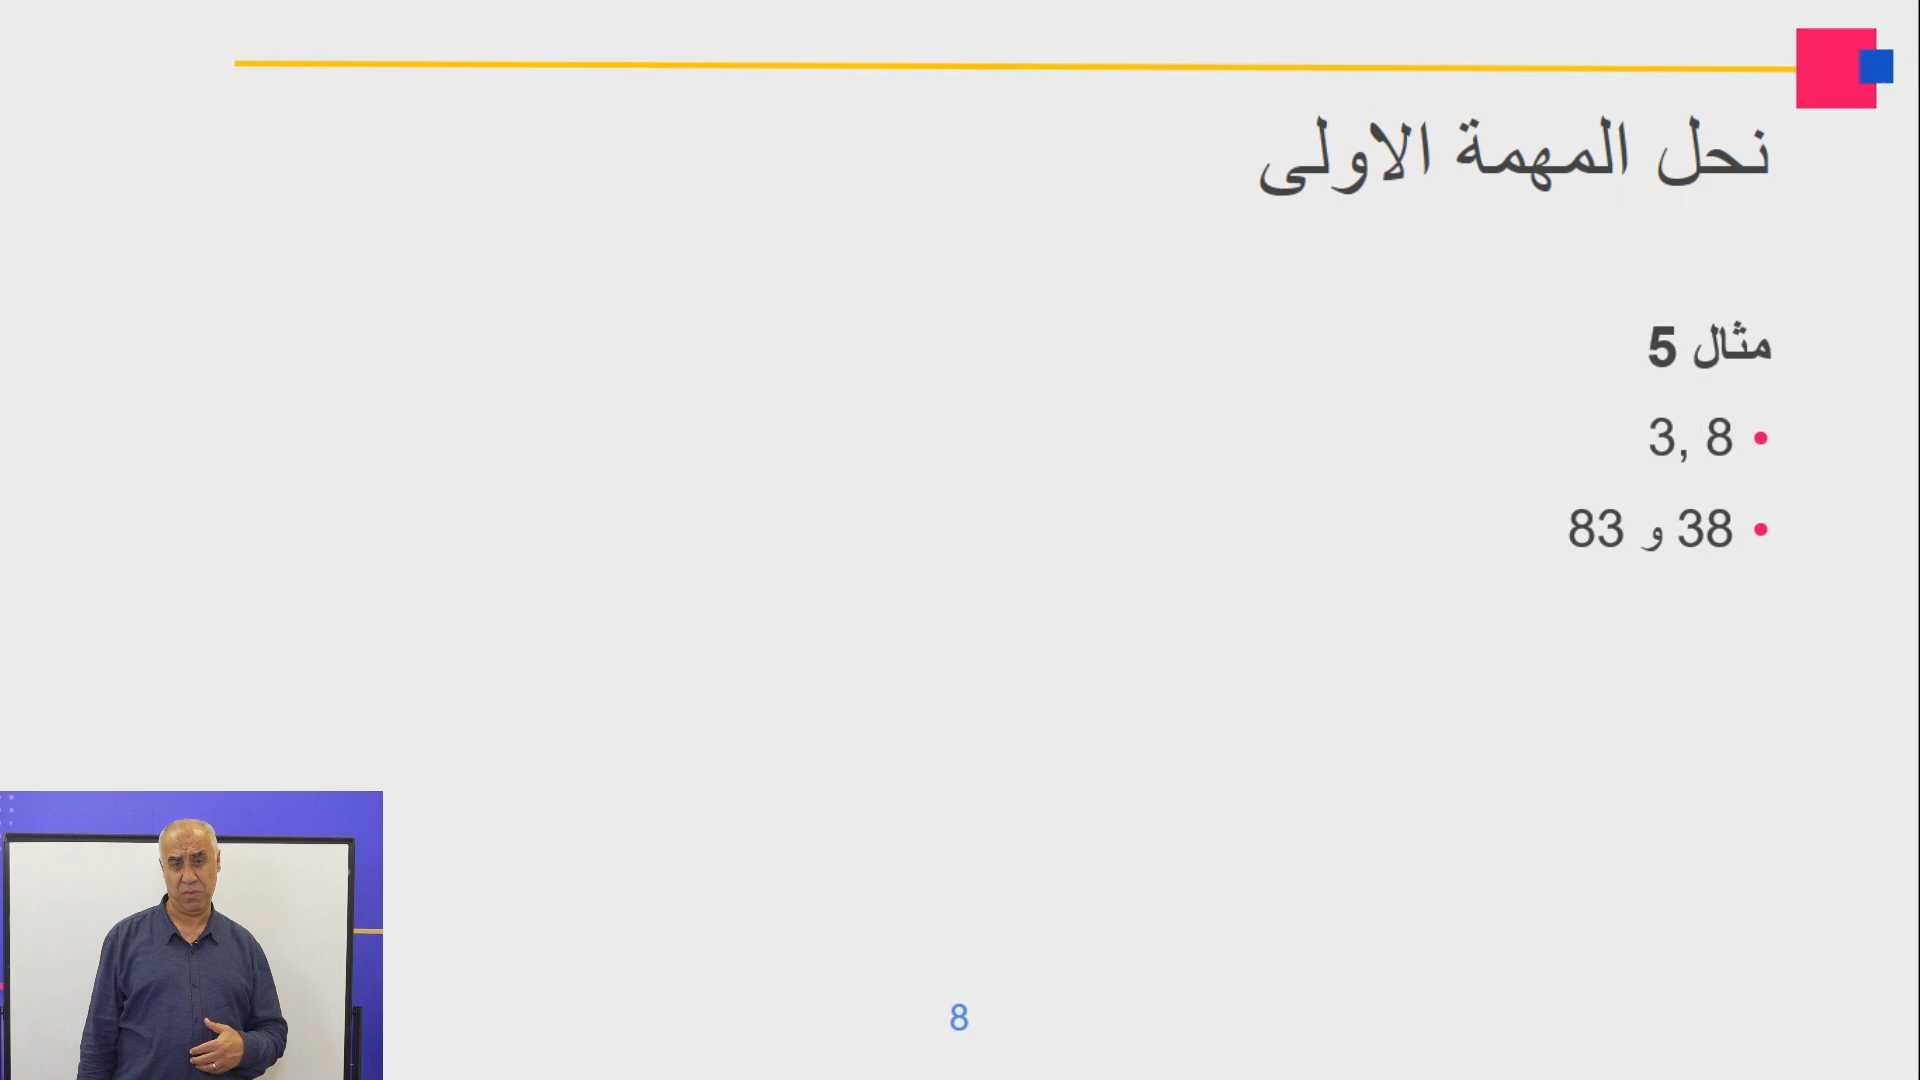 نحل المهمة الاولى
مثال 5
• 3, 8
• 38 و 83
8